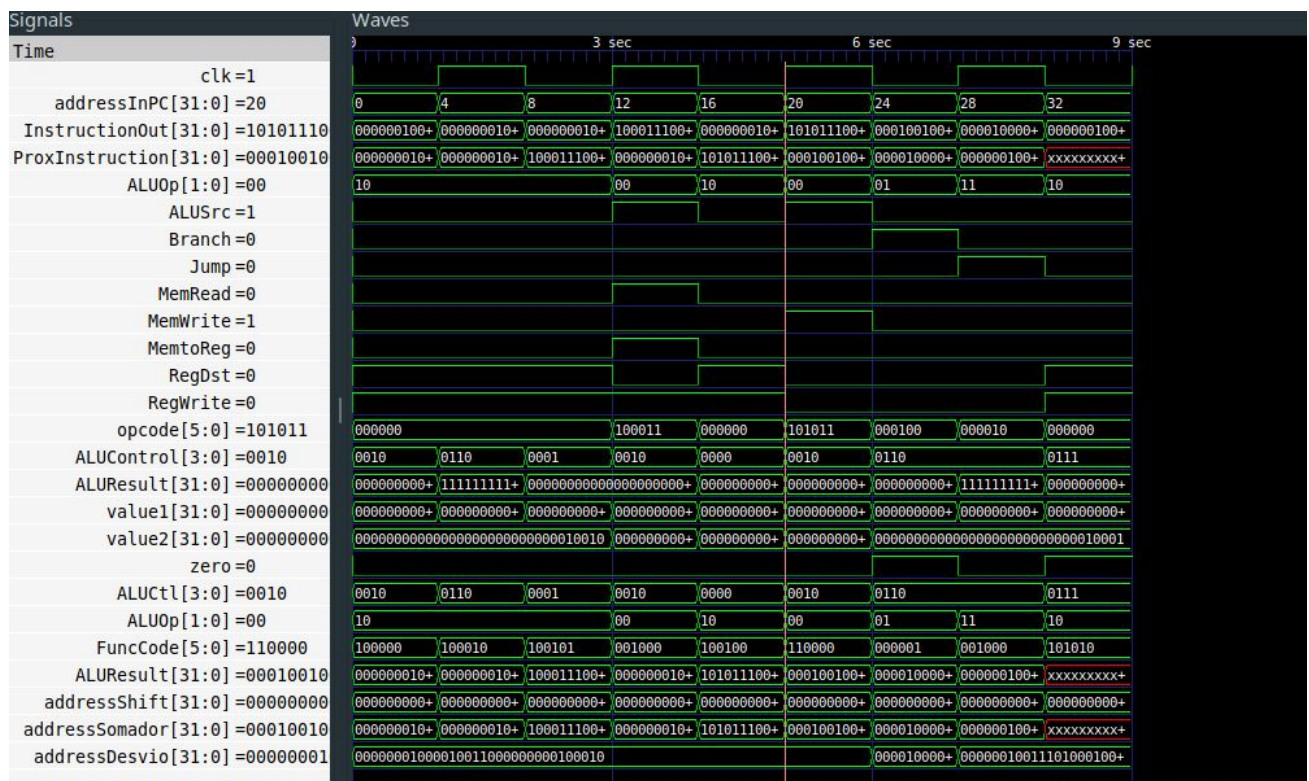 Signals Waves
Time 0 3 sec 6 sec 9 sec
clk=1
addressInPC[31:0]=20 0 4 8 12 16 20 24 28 32
InstructionOut[31:0]=10101110 000000100+ 000000010+ 000000010+ 100011100+ 000000010+ 101011100+ 000100100+ 000010000+ 000000100+
ProxInstruction[31:0]=00010010 000000010+ 000000010+ 100011100+ 000000010+ 101011100+ 000100100+ 000010000+ 000000100+ xxxxxxxxx+
ALUOp[1:0]=00 10 00 10 00 01 11 10
ALUSrc=1
Branch=0
Jump=0
MemRead=0
MemWrite=1
MemtoReg=0
RegDst=0
RegWrite=0
opcode[5:0]=101011 000000 100011 000000 101011 000100 000010 000000
ALUControl[3:0]=0010 0010 0110 0001 0010 0000 0010 0110 0111
ALUResult[31:0]=00000000 000000000+ 111111111+ 00000000000000000000+ 000000000+ 000000000+ 000000000+ 111111111+ 000000000+
value1[31:0]=00000000 000000000+ 000000000+ 000000000+ 000000000+ 000000000+ 000000000+ 000000000+ 000000000+ 000000000+
value2[31:0]=00000000 00000000000000000000000000010010 000000000+ 000000000+ 000000000+ 00000000000000000000000000010001
zero=0
ALUCtl[3:0]=0010 0010 0110 0001 0010 0000 0010 0110 0111
ALUOp[1:0]=00 10 00 10 00 01 11 10
FuncCode[5:0]=110000 100000 100010 100101 001000 100100 110000 000001 001000 101010
ALUResult[31:0]=00010010 000000010+ 000000010+ 100011100+ 000000010+ 101011100+ 000100100+ 000010000+ 000000100+ xxxxxxxxx+
addressShift[31:0]=00000000 000000000+ 000000000+ 000000000+ 000000000+ 000000000+ 000000000+ 000000000+ 000000000+ 000000000+
addressSomador[31:0]=00010010 000000010+ 000000010+ 100011100+ 000000010+ 101011100+ 000100100+ 000010000+ 000000100+ xxxxxxxxx+
addressDesvio[31:0]=00000001 00000001000010011000000000100010 000010000+ 00000010011101000100+